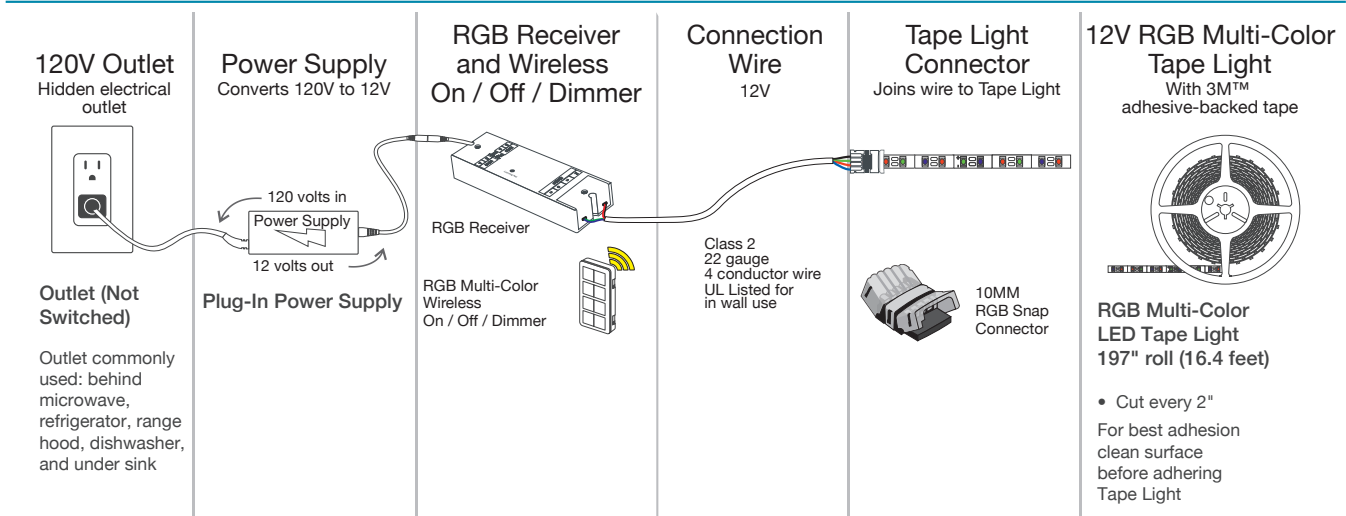 120V Outlet
Hidden electrical
outlet
Outlet (Not
Switched)
Outlet commonly
used: behind
microwave,
refrigerator, range
hood, dishwasher,
and under sink
Power Supply
Converts 120V to 12V
120 volts in
Power Supply
12 volts out
Plug-In Power Supply
RGB Receiver
and Wireless
On / Off / Dimmer
RGB Receiver
RGB Multi-Color
Wireless
On / Off / Dimmer
Connection
Wire
12V
Class 2
22 gauge
4 conductor wire
UL Listed for
in wall use
Tape Light
Connector
Joins wire to Tape Light
10MM
RGB Snap
Connector
12V RGB Multi-Color
Tape Light
With 3M™
adhesive-backed tape
RGB Multi-Color
LED Tape Light
197" roll (16.4 feet)
• Cut every 2"
For best adhesion
clean surface
before adhering
Tape Light